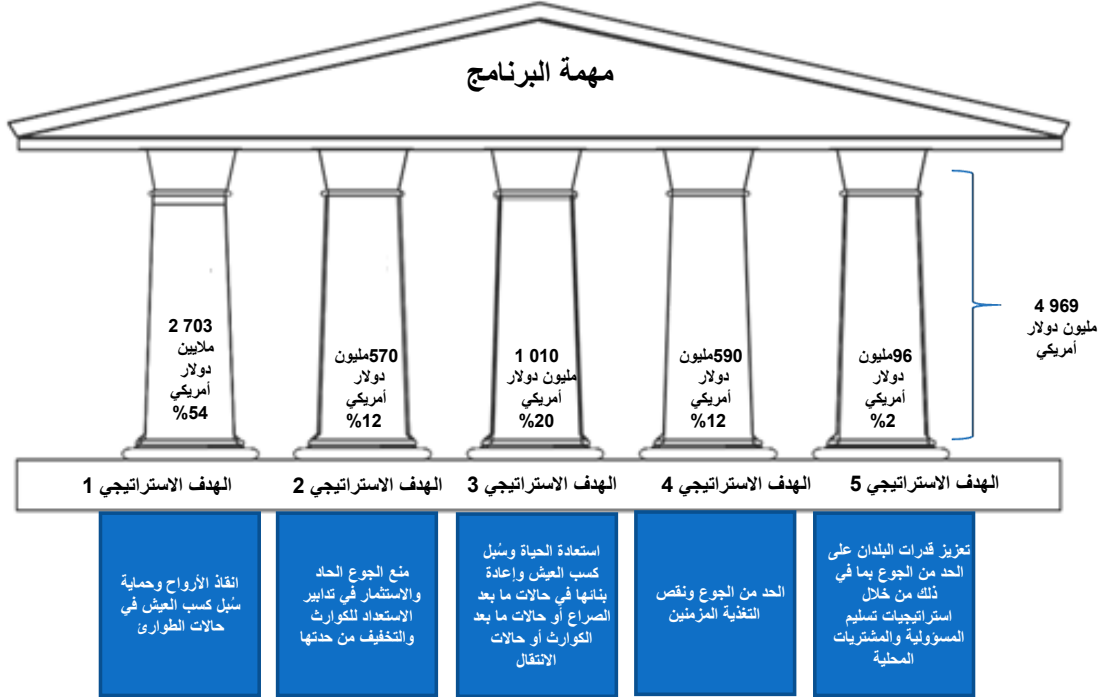 مهمة البرنامج
2 703
ملايين
دولار
أمريكي
%54
570مليون
دولار
أمريكي
%12
1 010
مليون دولار
أمريكي
%20
590مليون
دولار
أمريكي
%12
96مليون
دولار
أمريكي
%2
4 969
مليون دولار
أمريكي
الهدف الاستراتيجي 1
الهدف الاستراتيجي 2
الهدف الاستراتيجي 3
الهدف الاستراتيجي 4
الهدف الاستراتيجي 5
انقاذ الأرواح وحماية
سُبل كسب العيش في
حالات الطوارئ
منع الجوع الحاد
والاستثمار في تدابير
الاستعداد للكوارث
والتخفيف من حدتها
استعادة الحياة وسُبل
كسب العيش وإعادة
بنائها في حالات ما بعد
الصراع أو حالات ما بعد
الكوارث أو حالات
الانتقال
الحد من الجوع ونقص
التغذية المزمنين
تعزيز قدرات البلدان على
الحد من الجوع بما في
ذلك من خلال
استراتيجيات تسليم
المسؤولية والمشتريات
المحلية